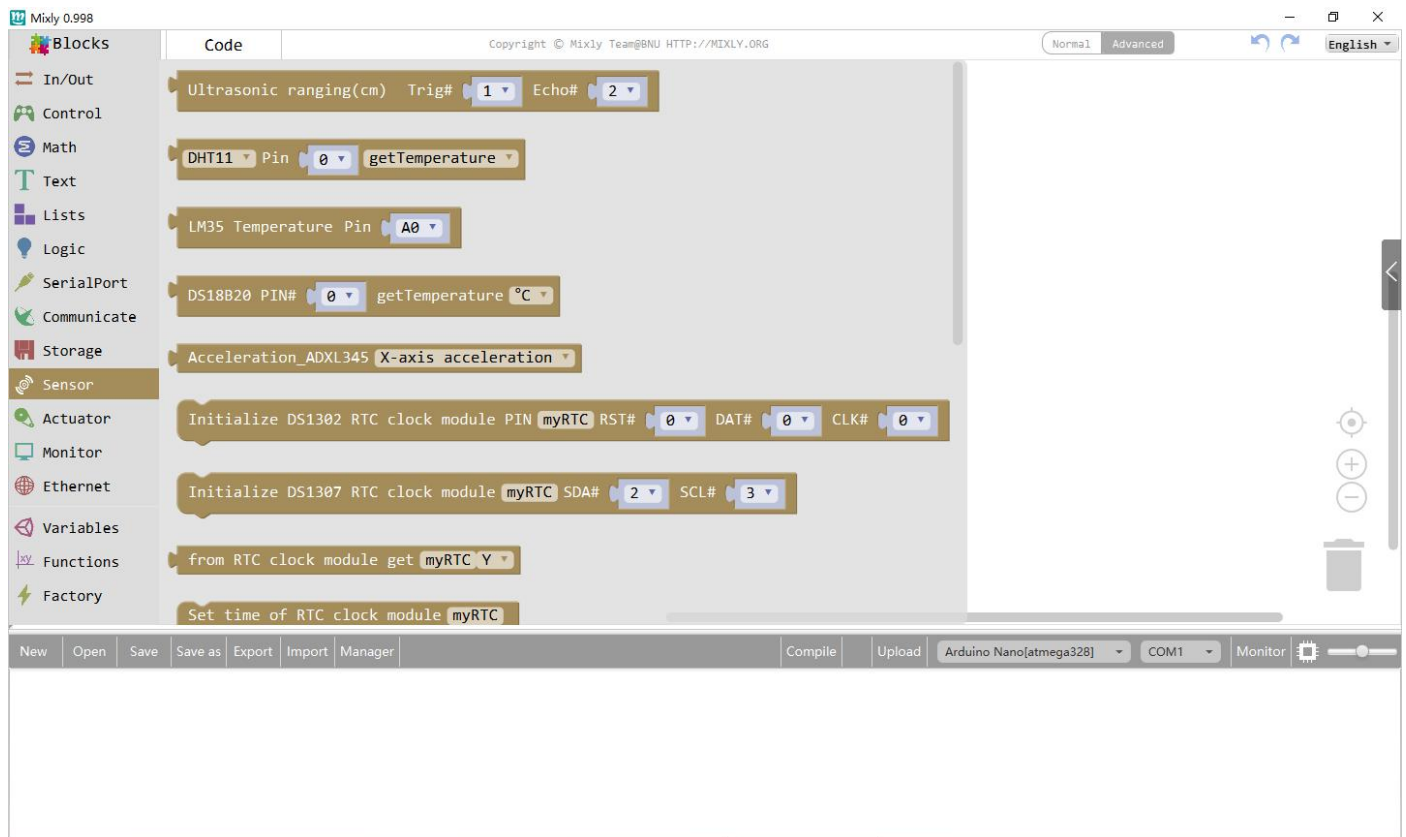 Mixly 0.998
Blocks
Code
Copyright © Mixly Team@BNU HTTP://MIXLY.ORG
Normal
Advanced
English
In/Out
Control
Math
Text
Lists
Logic
SerialPort
Communicate
Storage
Sensor
Actuator
Monitor
Ethernet
Variables
xy Functions
Factory
Ultrasonic ranging(cm) Trig# 1 Echo# 2
DHT11 Pin 0 getTemperature
LM35 Temperature Pin A0
DS18B20 PIN# 0 getTemperature °C
Acceleration_ADXL345 X-axis acceleration
Initialize DS1302 RTC clock module PIN myRTC RST# 0 DAT# 0 CLK# 0
Initialize DS1307 RTC clock module myRTC SDA# 2 SCL# 3
from RTC clock module get myRTC Y
Set time of RTC clock module myRTC
New Open Save Save as Export Import Manager Compile Upload Arduino Nano[atmega328] COM1 Monitor